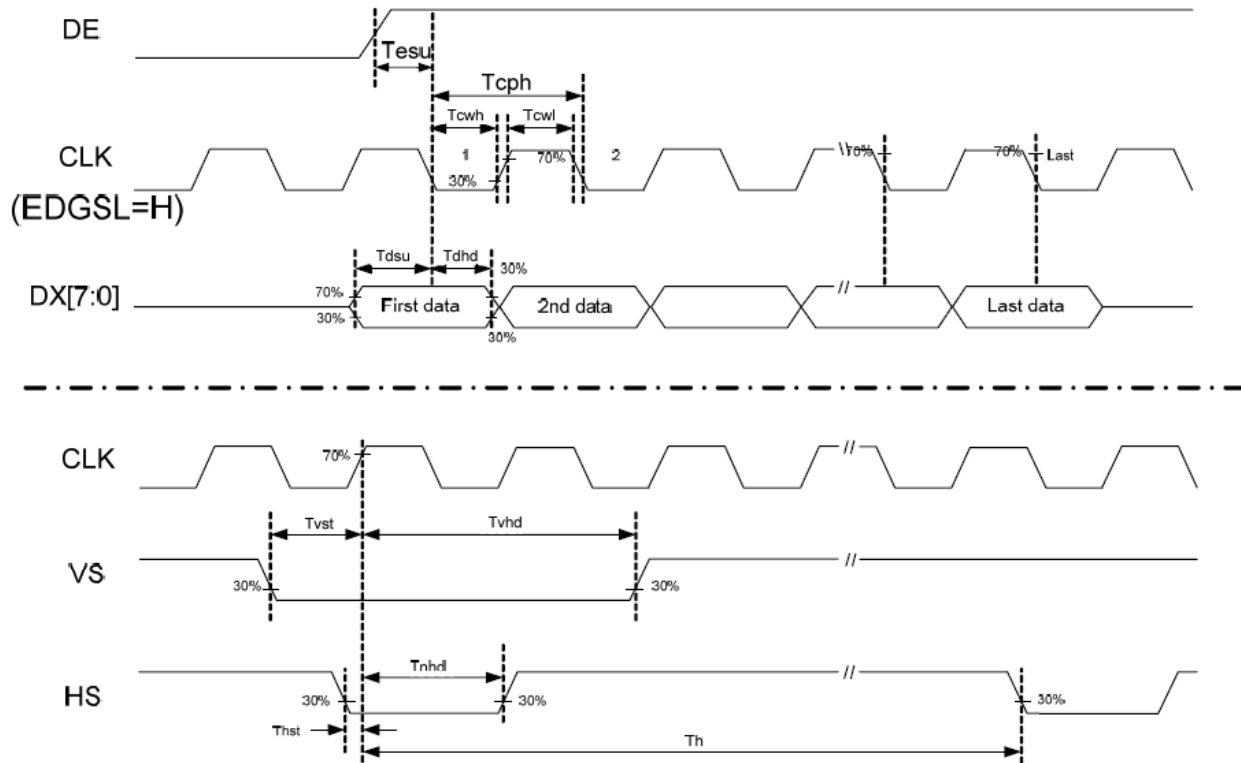 DE
Tesu
Tcph
Tcwh
Tcwl
CLK
1
70%
2
70%
70%
Last
30%
(EDGSL=H)
Tdsu
Tdhd
30%
DX[7:0]
70%
First data
2nd data
//
Last data
30%
30%
CLK
70%
//
Tvst
Tvhd
VS
30%
30%
//
HS
Tnhd
30%
30%
//
30%
Thst
Th